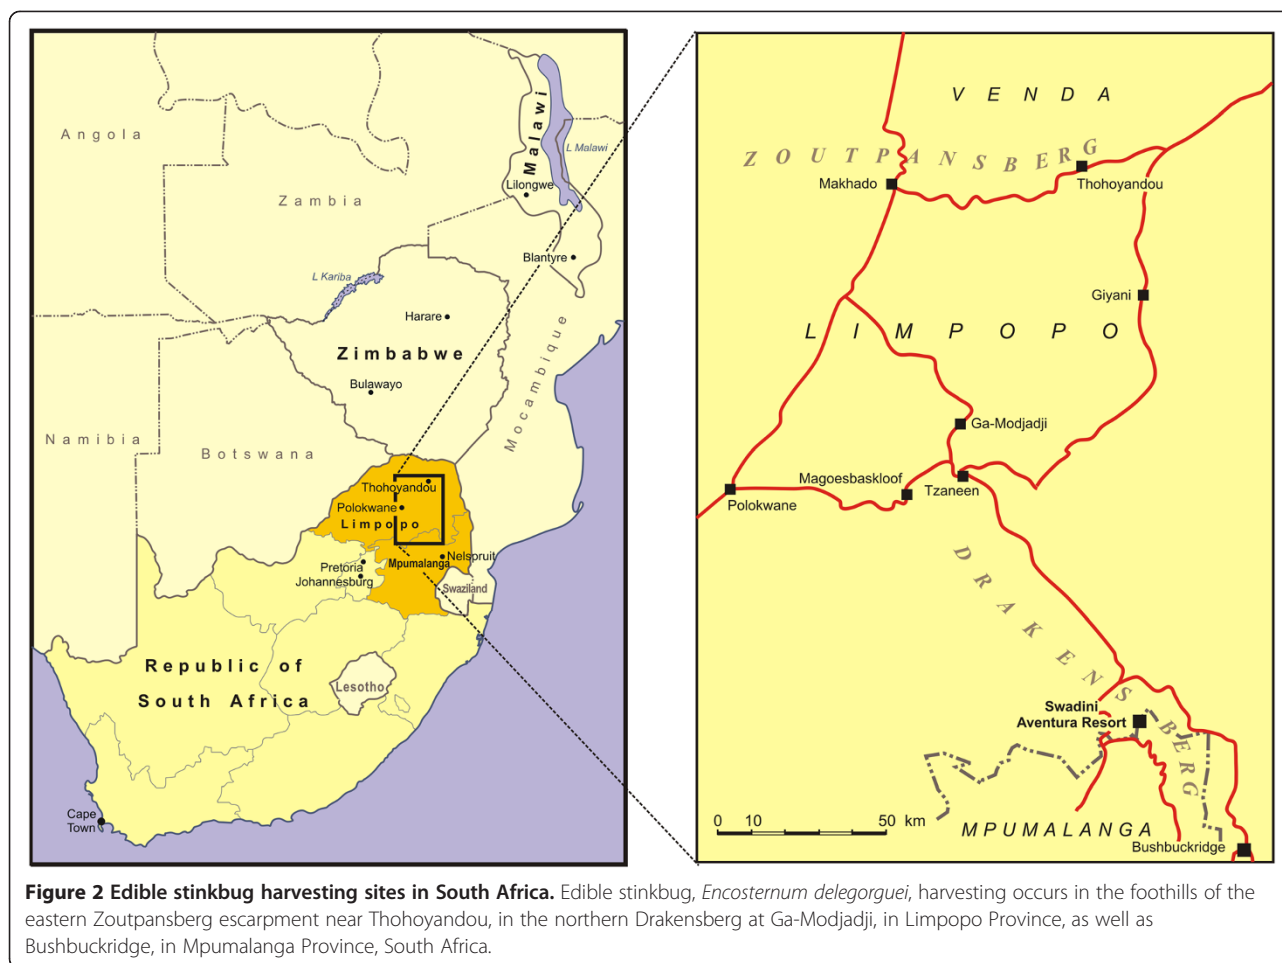 Angola
Zambia
Malawi
L Malawi
Lilongwe
Blantyre
L Kariba
Harare
Zimbabwe
Bulawayo
Mocambique
Namibia
Botswana
Thohoyandou
Polokwane
Limpopo
Nelspruit
Mpumalanga
Pretoria
Johannesburg
Swaziland
Republic of
South Africa
Lesotho
Cape
Town
VENDA
ZOUTPANSBERG
Makhado
Thohoyandou
Giyani
LIMPOPO
Ga-Modjadji
Magoesbaskloof
Tzaneen
Polokwane
DRAKENSBERG
Swadini
Aventura Resort
0 10 50 km
MPUMALANGA
Bushbuckridge
Figure 2 Edible stinkbug harvesting sites in South Africa. Edible stinkbug, Encosternum delegorguei, harvesting occurs in the foothills of the
eastern Zoutpansberg escarpment near Thohoyandou, in the northern Drakensberg at Ga-Modjadji, in Limpopo Province, as well as
Bushbuckridge, in Mpumalanga Province, South Africa.